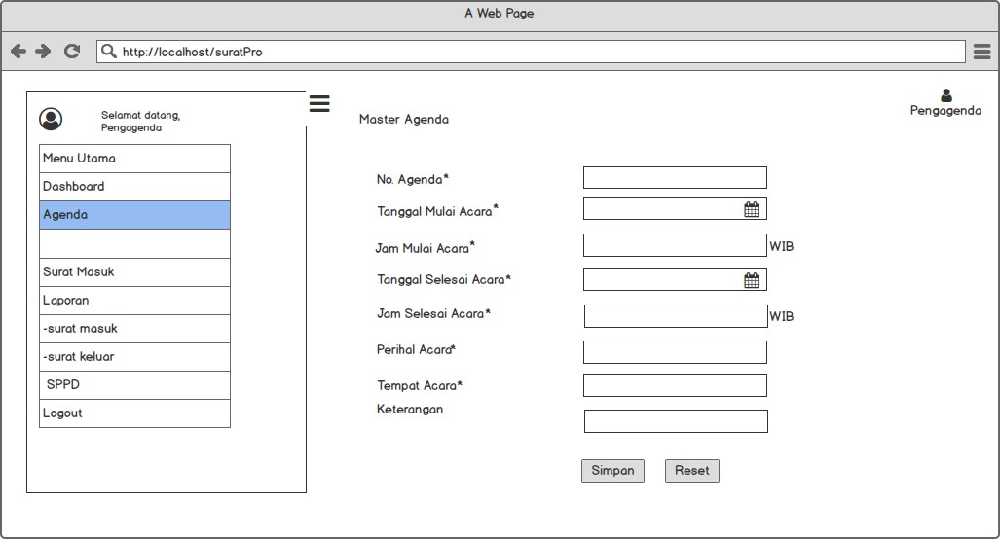 A Web Page
http://localhost/suratPro
Selamat datang,
Pengagenda
Pengagenda
Menu Utama
Dashboard
Agenda
Surat Masuk
Laporan
-surat masuk
-surat keluar
SPPD
Logout
Master Agenda
No. Agenda*
Tanggal Mulai Acara*
Jam Mulai Acara* WIB
Tanggal Selesai Acara*
Jam Selesai Acara* WIB
Perihal Acara*
Tempat Acara*
Keterangan
Simpan Reset